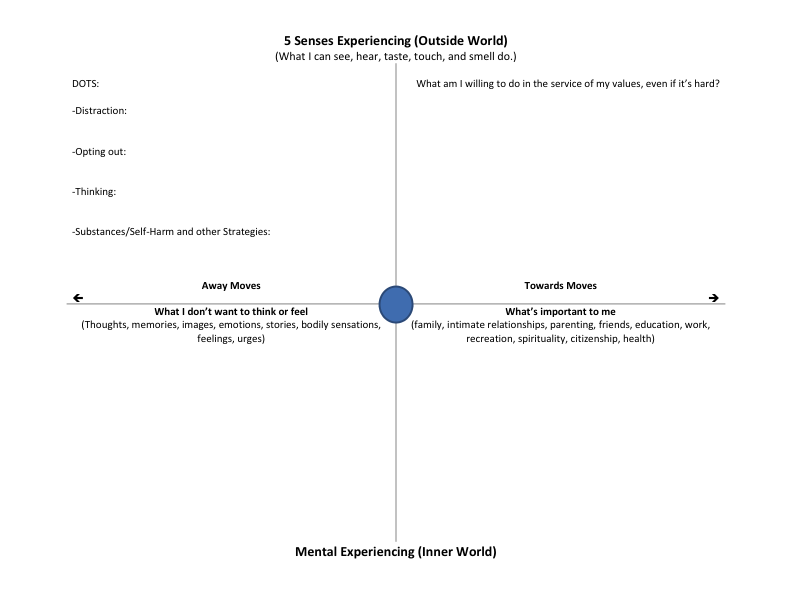 5 Senses Experiencing (Outside World)
(What I can see, hear, taste, touch, and smell do.)
DOTS:
-Distraction:
-Opting out:
-Thinking:
-Substances/Self-Harm and other Strategies:
What am I willing to do in the service of my values, even if it’s hard?
Away Moves
Towards Moves
What I don’t want to think or feel
(Thoughts, memories, images, emotions, stories, bodily sensations,
feelings, urges)
What’s important to me
(family, intimate relationships, parenting, friends, education, work,
recreation, spirituality, citizenship, health)
Mental Experiencing (Inner World)